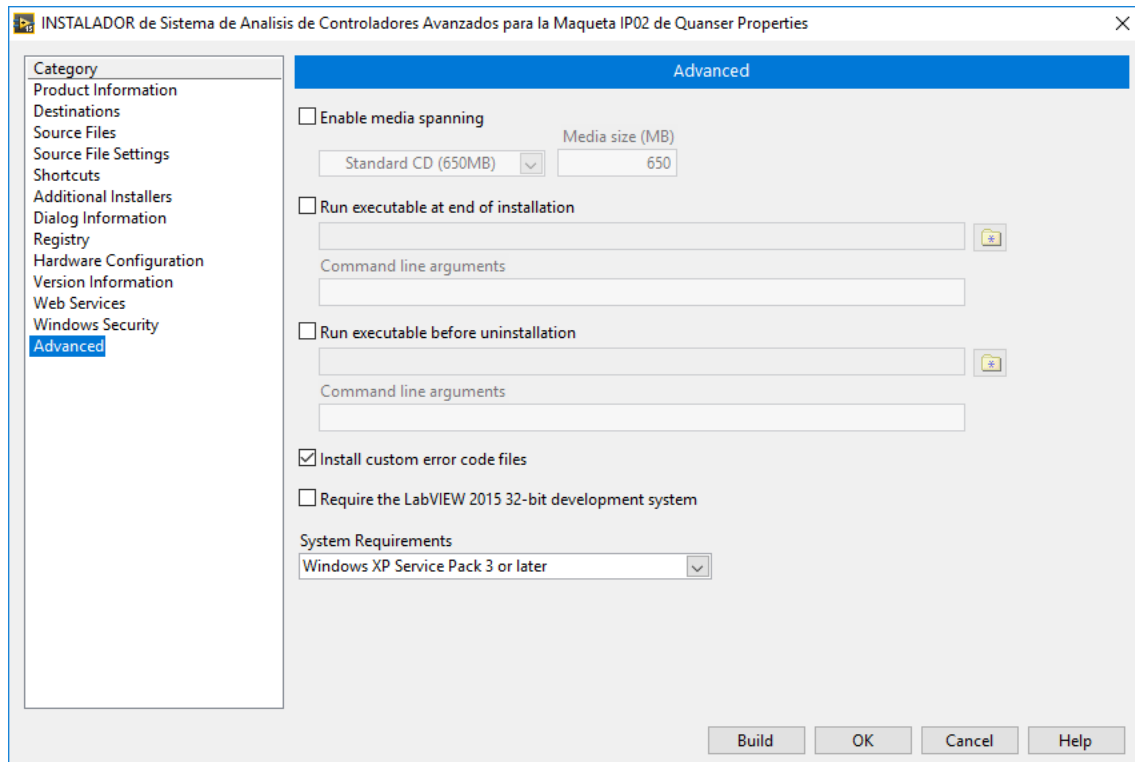 INSTALADOR de Sistema de Analisis de Controladores Avanzados para la Maqueta IP02 de Quanser Properties
Category
Product Information
Destinations
Source Files
Source File Settings
Shortcuts
Additional Installers
Dialog Information
Registry
Hardware Configuration
Version Information
Web Services
Windows Security
Advanced
Advanced
Enable media spanning
Media size (MB)
Standard CD (650MB)
650
Run executable at end of installation
Command line arguments
Run executable before uninstallation
Command line arguments
Install custom error code files
Require the LabVIEW 2015 32-bit development system
System Requirements
Windows XP Service Pack 3 or later
Build
OK
Cancel
Help